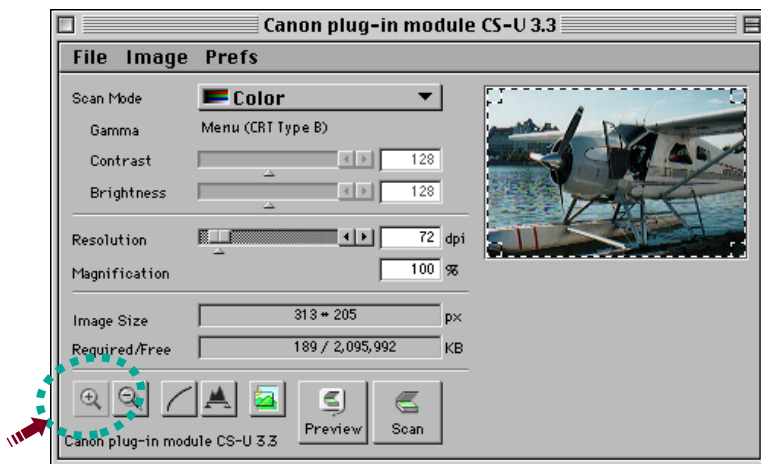 Canon plug-in module CS-U 3.3
File Image Prefs
Scan Mode Color
Gamma Menu (CRT Type B)
Contrast 128
Brightness 128
Resolution 72 dpi
Magnification 100 %
Image Size 313 * 205 px
Required/Free 189 / 2,095,992 KB
Preview Scan
Canon plug-in module CS-U 3.3